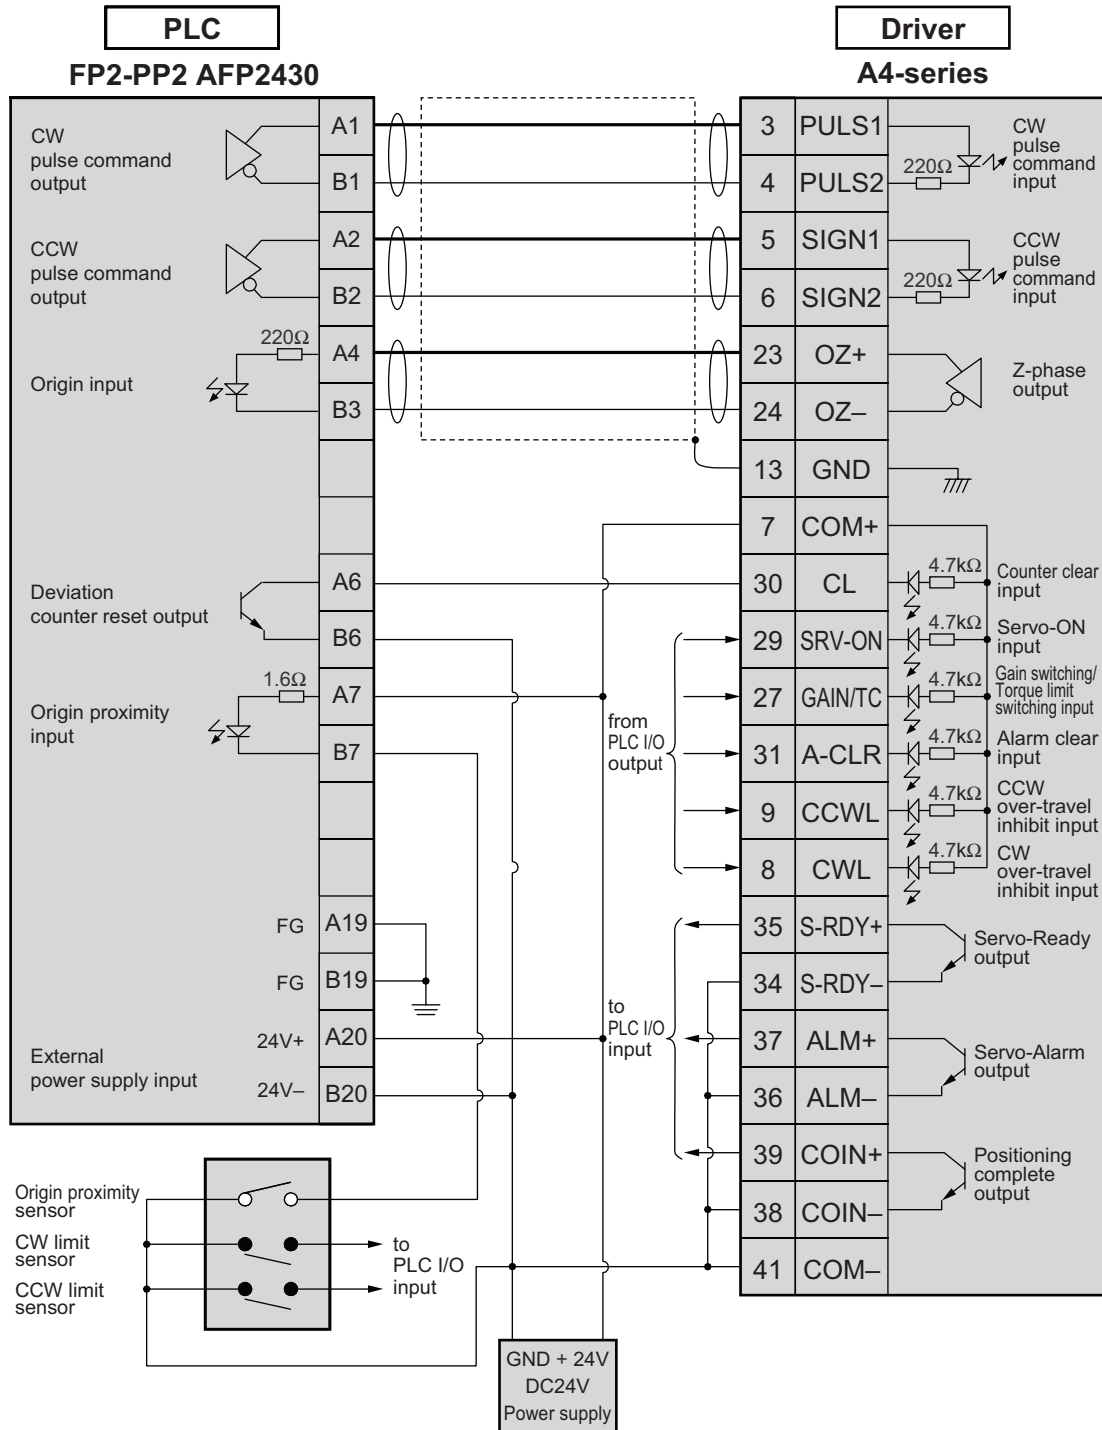 PLC
FP2-PP2 AFP2430
Driver
A4-series
CW
pulse command
output
A1
B1
CCW
pulse command
output
A2
B2
220Ω
Origin input
A4
B3
Deviation
counter reset output
A6
B6
1.6Ω
Origin proximity
input
A7
B7
FG
A19
FG
B19
External
power supply input
24V+
A20
24V–
B20
3 PULS1
4 PULS2
220Ω
CW
pulse
command
input
5 SIGN1
6 SIGN2
220Ω
CCW
pulse
command
input
23 OZ+
24 OZ–
Z-phase
output
13 GND
7 COM+
30 CL
4.7kΩ
Counter clear
input
29 SRV-ON
4.7kΩ
Servo-ON
input
27 GAIN/TC
4.7kΩ
Gain switching/
Torque limit
switching input
31 A-CLR
4.7kΩ
Alarm clear
input
9 CCWL
4.7kΩ
CCW
over-travel
inhibit input
8 CWL
4.7kΩ
CW
over-travel
inhibit input
from
PLC I/O
output
35 S-RDY+
34 S-RDY–
Servo-Ready
output
to
PLC I/O
input
37 ALM+
36 ALM–
Servo-Alarm
output
39 COIN+
38 COIN–
Positioning
complete
output
41 COM–
Origin proximity
sensor
CW limit
sensor
CCW limit
sensor
to
PLC I/O
input
GND + 24V
DC24V
Power supply